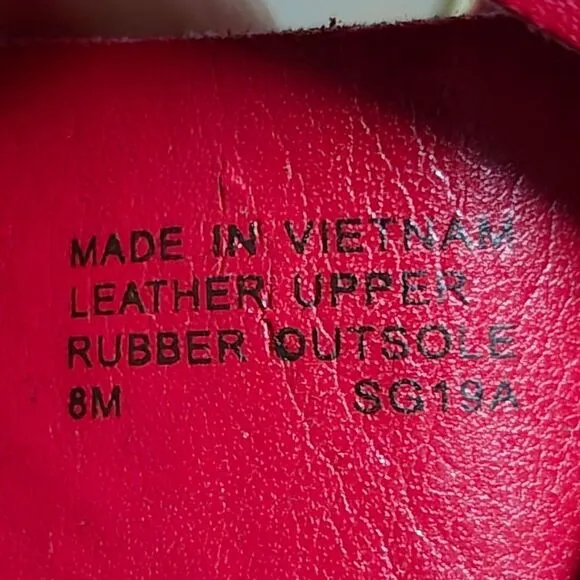 MADE IN VIETNAM
LEATHER UPPER
RUBBER OUTSOLE
8M SG19A